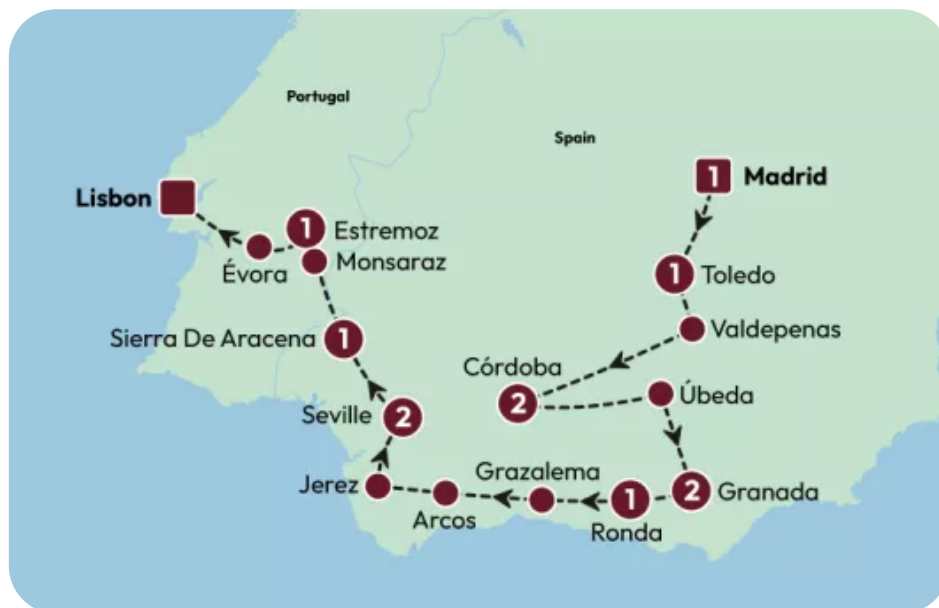 Portugal
Spain
1 Madrid
Lisbon
1 Estremoz
Évora
Monsaraz
1 Toledo
Valdepenas
Sierra De Aracena 1
Córdoba
2
Úbeda
Seville 2
Grazalema
Jerez
Arcos
1
Ronda
2 Granada